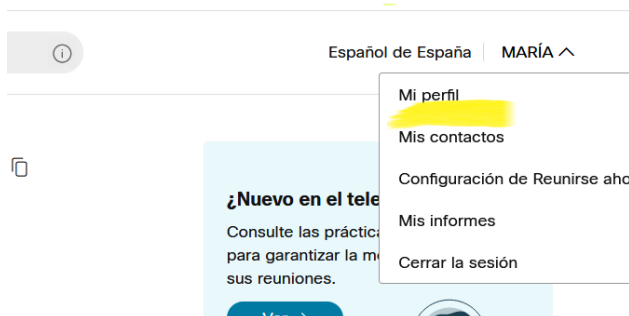 Español de España
MARÍA
Mi perfil
Mis contactos
Configuración de Reunirse aho
Mis informes
Cerrar la sesión
¿Nuevo en el tele
Consulte las práctica
para garantizar la m
sus reuniones.
Ver